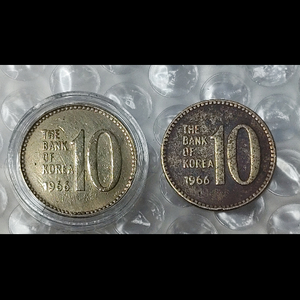 THE
BANK
OF
KOREA
1966
10
THE
BANK
OF
KOREA
1966
10